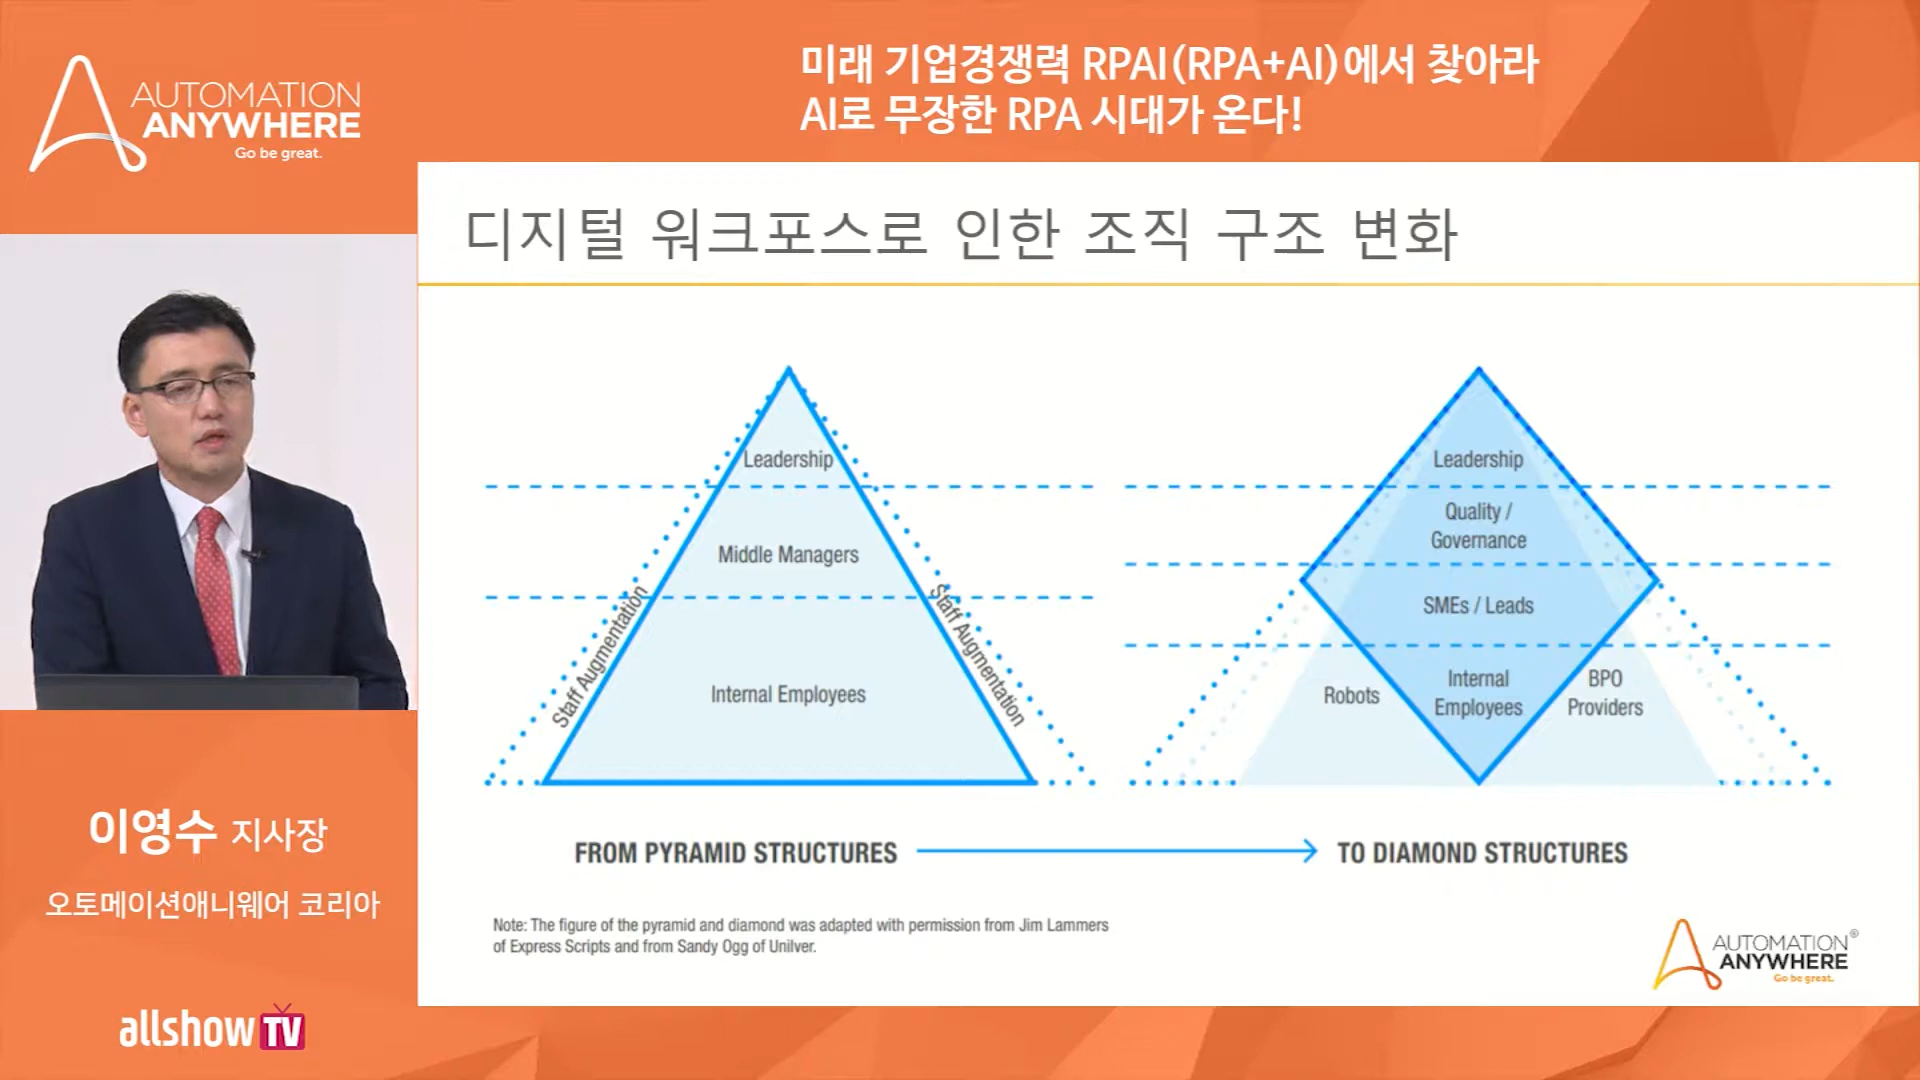 AUTOMATION
ANYWHERE
Go be great.
미래 기업경쟁력 RPAI(RPA+AI)에서 찾아라
AI로 무장한 RPA 시대가 온다!
디지털 워크포스로 인한 조직 구조 변화
Leadership
Middle Managers
Staff Augmentation
Staff Augmentation
Internal Employees
Leadership
Quality /
Governance
SMEs / Leads
Robots
Internal
Employees
BPO
Providers
FROM PYRAMID STRUCTURES
TO DIAMOND STRUCTURES
Note: The figure of the pyramid and diamond was adapted with permission from Jim Lammers
of Express Scripts and from Sandy Ogg of Unilver.
AUTOMATION®
ANYWHERE
Go be great.
이영수 지사장
오토메이션애니웨어 코리아
allshowTV